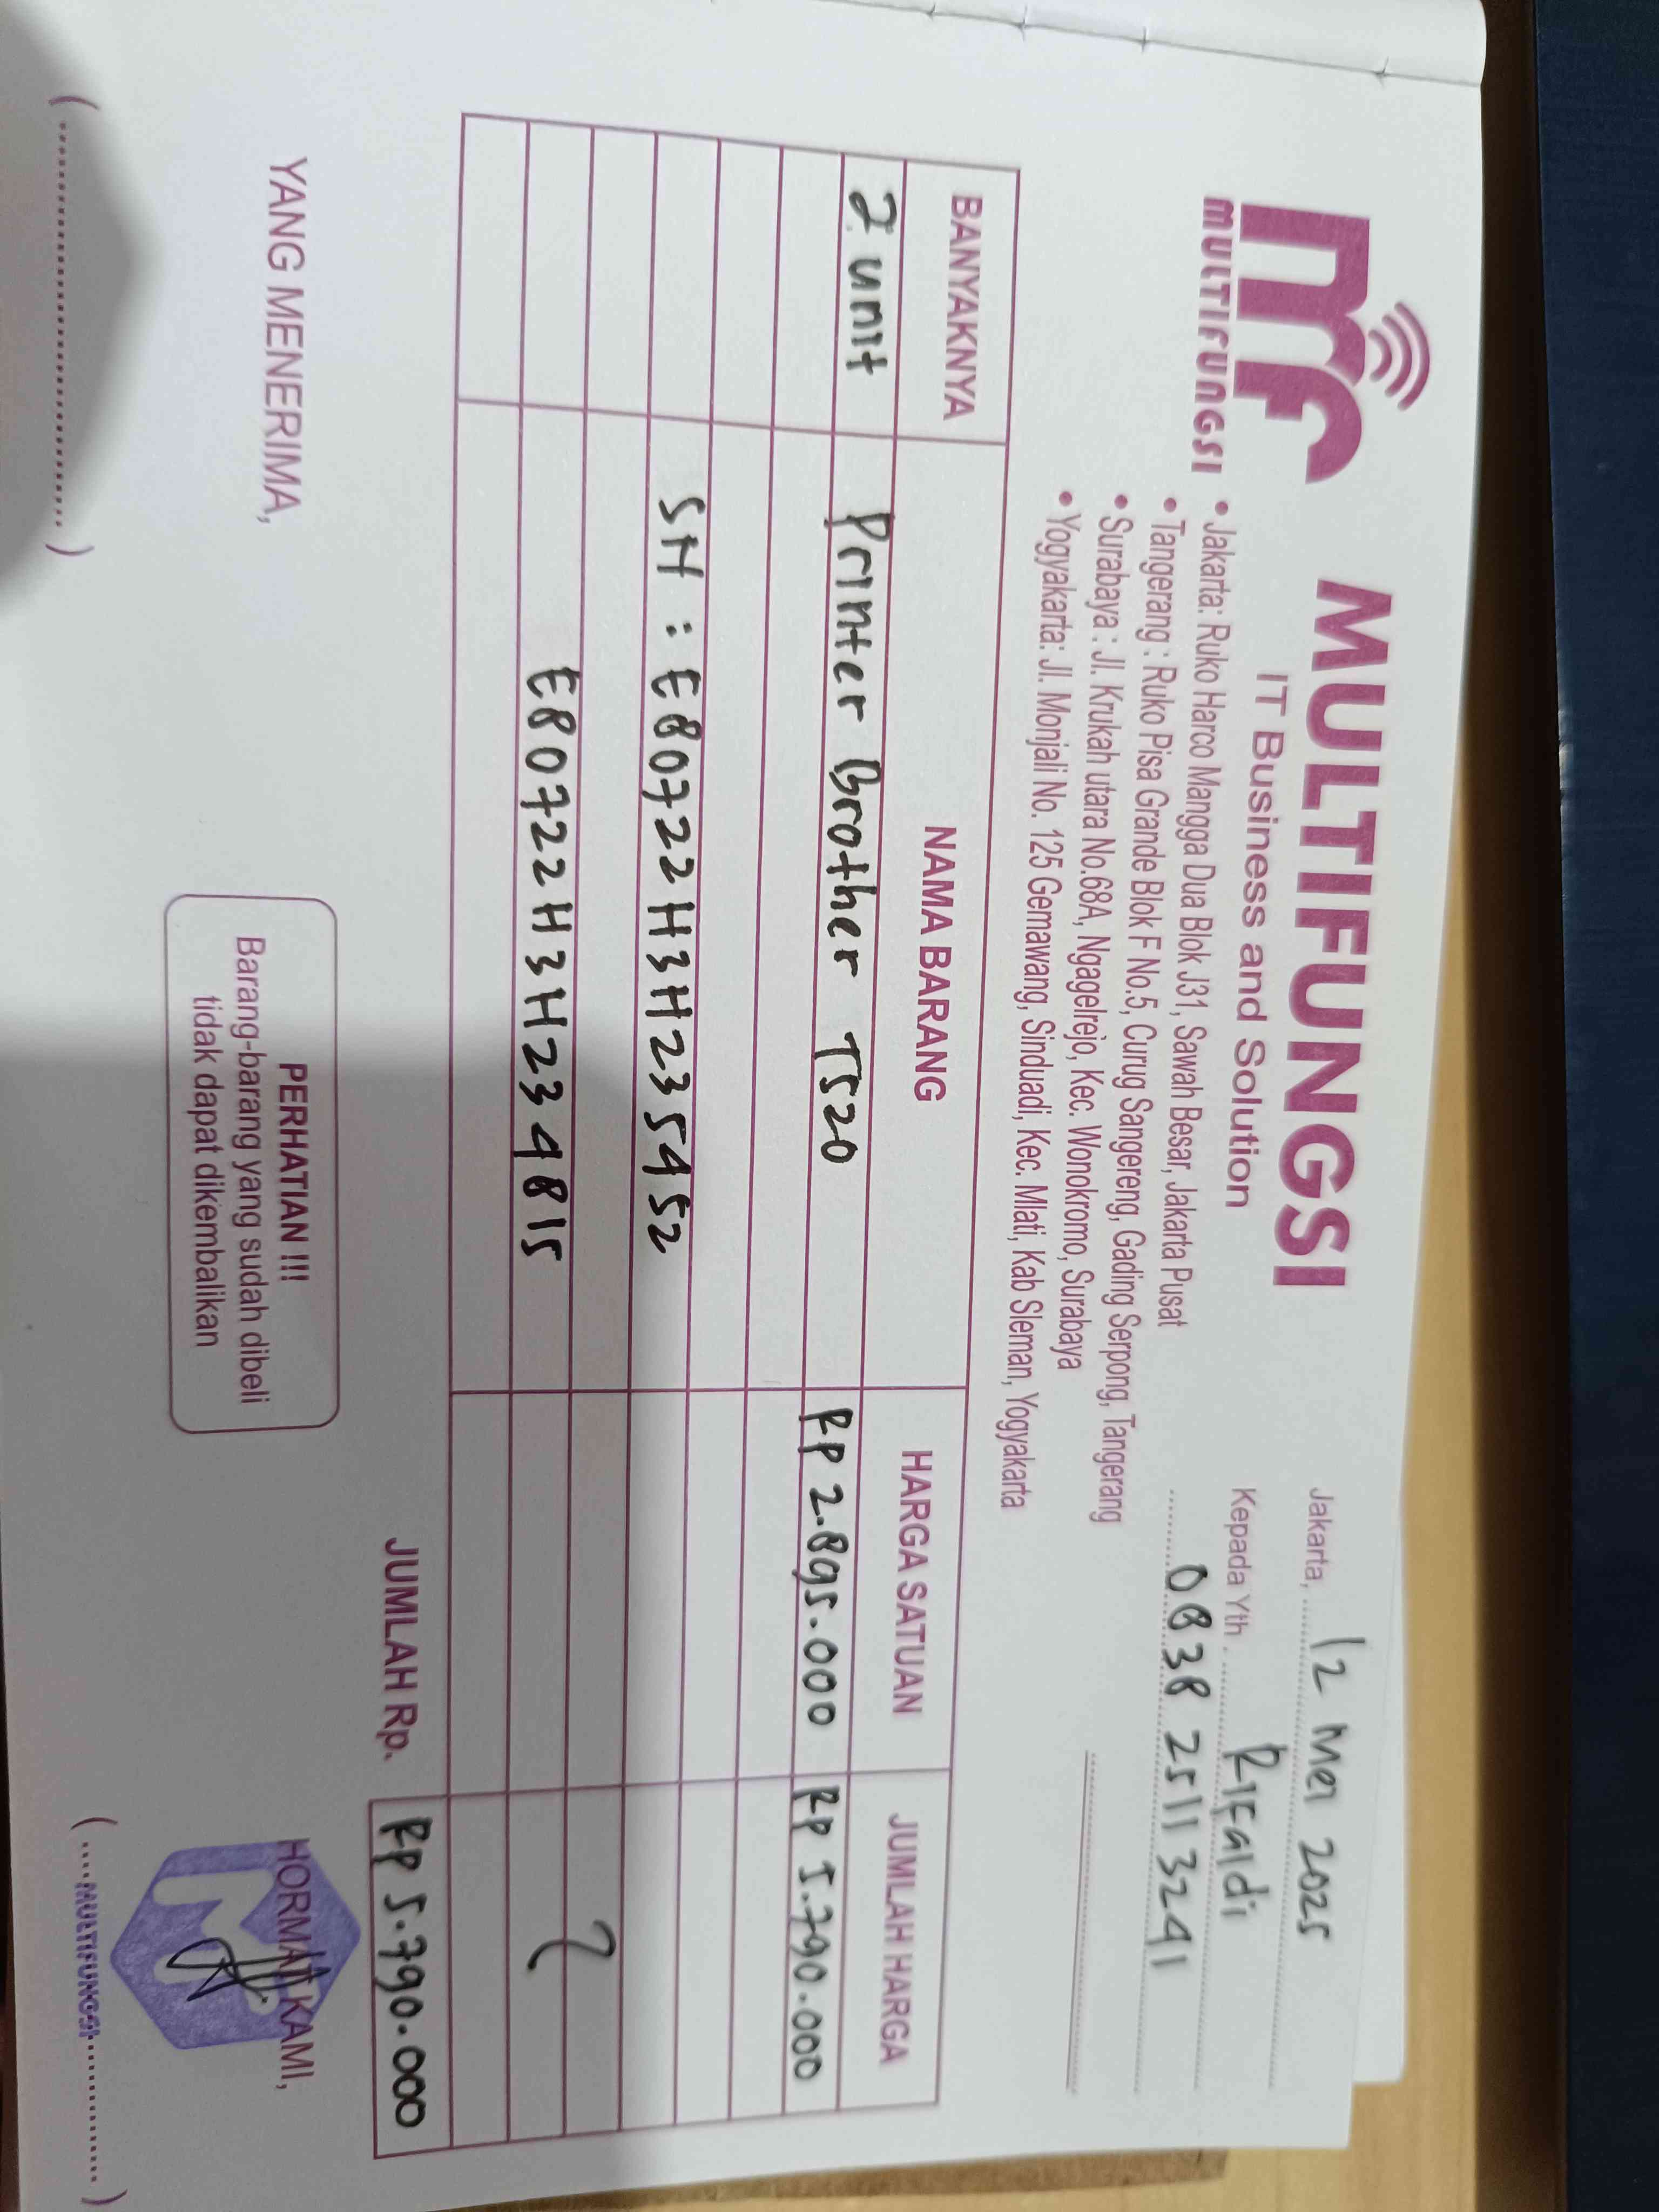 MULTIFUNGSI
MULTIFUNGSI
IT Business and Solution
• Jakarta: Ruko Harco Mangga Dua Blok J31, Sawah Besar, Jakarta Pusat
• Tangerang : Ruko Pisa Grande Blok F No.5, Curug Sangereng, Gading Serpong, Tangerang
• Surabaya : Jl. Krukah utara No.68A, Ngagelrejo, Kec. Wonokromo, Surabaya
• Yogyakarta: Jl. Monjali No. 125 Gemawang, Sinduadi, Kec. Mlati, Kab Sleman, Yogyakarta
Jakarta, 12 Mei 2025
Kepada Yth. Rifaldi
0838 2511 3241
BANYAKNYA NAMA BARANG HARGA SATUAN JUMLAH HARGA
2 unit Printer Brother T520 Rp 2.895.000 Rp 5.790.000
SN : E80722H3H235452
E80722H3H234815
JUMLAH Rp. Rp 5.790.000
YANG MENERIMA,
(....................................)
PERHATIAN !!!
Barang-barang yang sudah dibeli
tidak dapat dikembalikan
HORMAT KAMI,
(....MULTIFUNGSI............)